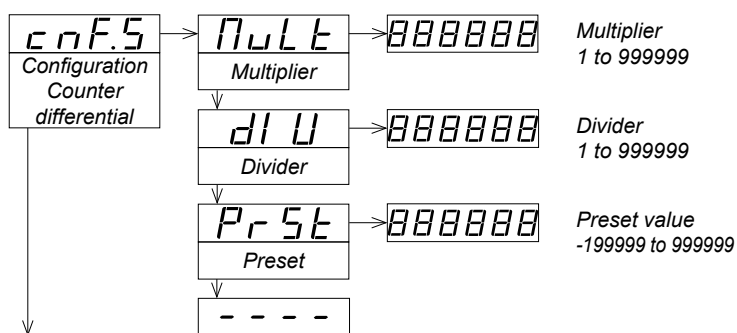 cnF.S
Configuration
Counter
differential
MuLt
Multiplier
888888
Multiplier
1 to 999999
dIU
Divider
888888
Divider
1 to 999999
PrSt
Preset
888888
Preset value
-199999 to 999999
----